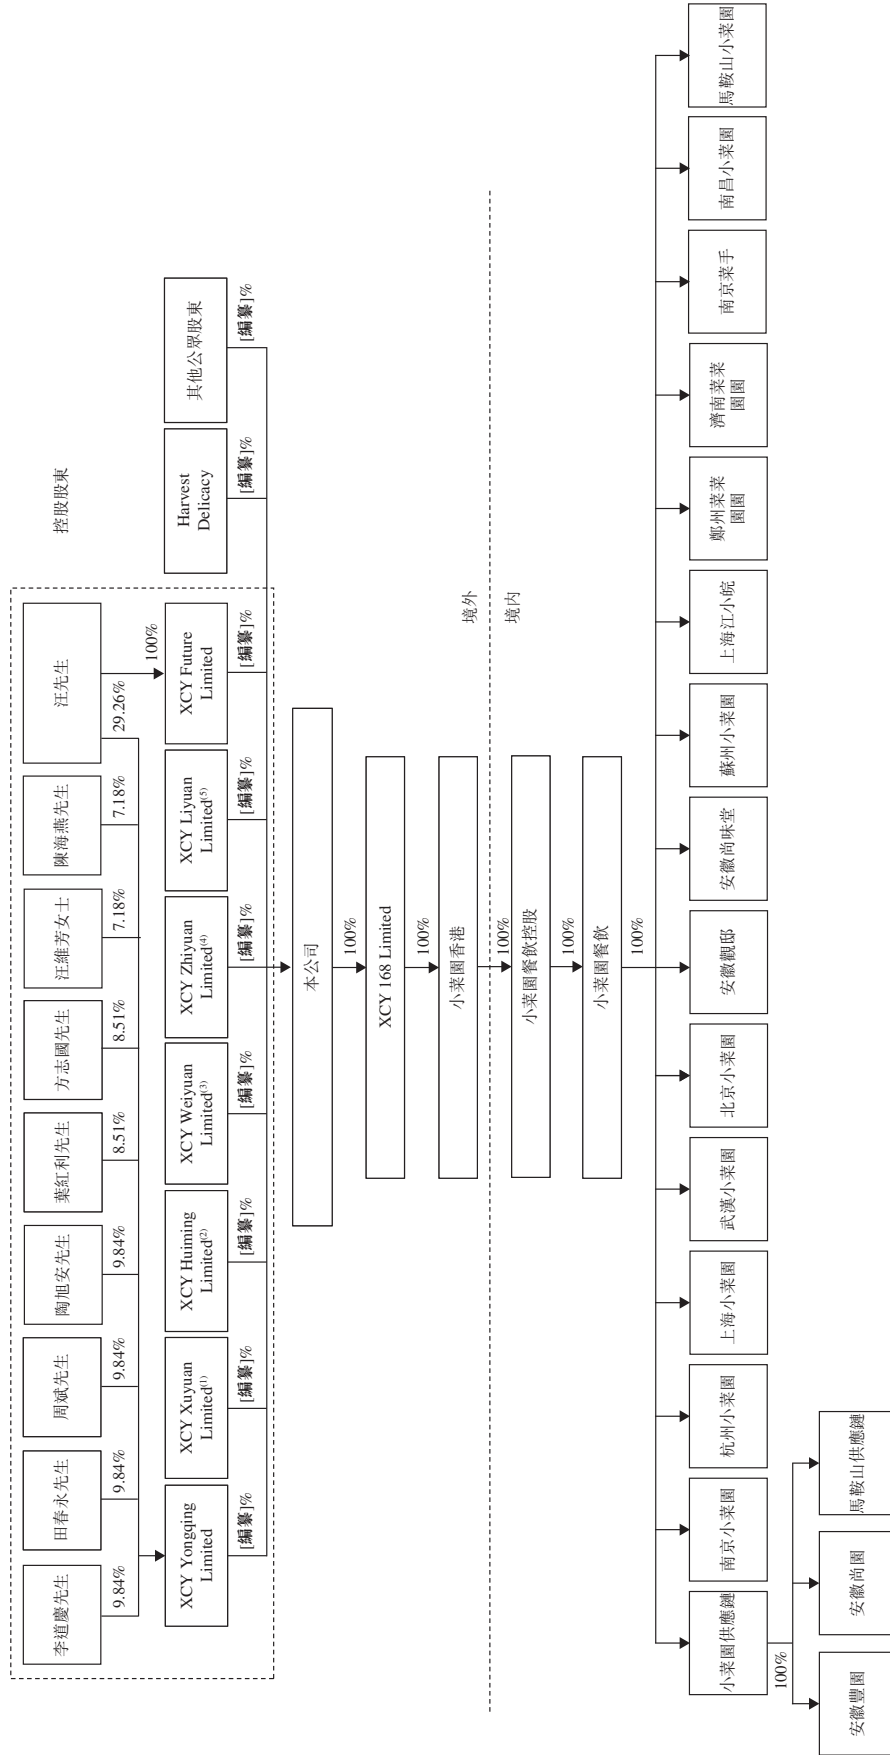 控股股東
李道慶先生
田春永先生
周斌先生
陶旭安先生
葉紅利先生
方志國先生
汪維芳女士
陳海燕先生
汪先生
9.84%
9.84%
9.84%
9.84%
8.51%
8.51%
7.18%
7.18%
29.26%
100%
XCY Yongqing
Limited
XCY Xuyuan
Limited(1)
XCY Huiming
Limited(2)
XCY Weiyuan
Limited(3)
XCY Zhiyuan
Limited(4)
XCY Liyuan
Limited(5)
XCY Future
Limited
Harvest
Delicacy
其他公眾股東
[編纂]%
[編纂]%
[編纂]%
[編纂]%
[編纂]%
[編纂]%
[編纂]%
[編纂]%
[編纂]%
本公司
100%
XCY 168 Limited
100%
小菜園香港
境外
100%
境內
小菜園餐飲控股
100%
小菜園餐飲
100%
小菜園供應鏈
南京小菜園
杭州小菜園
上海小菜園
武漢小菜園
北京小菜園
安徽觀邸
安徽尚味堂
蘇州小菜園
上海江小皖
鄭州菜菜
園園
濟南菜菜
園園
南京菜手
南昌小菜園
馬鞍山小菜園
100%
安徽豐園
安徽尚園
馬鞍山供應鏈